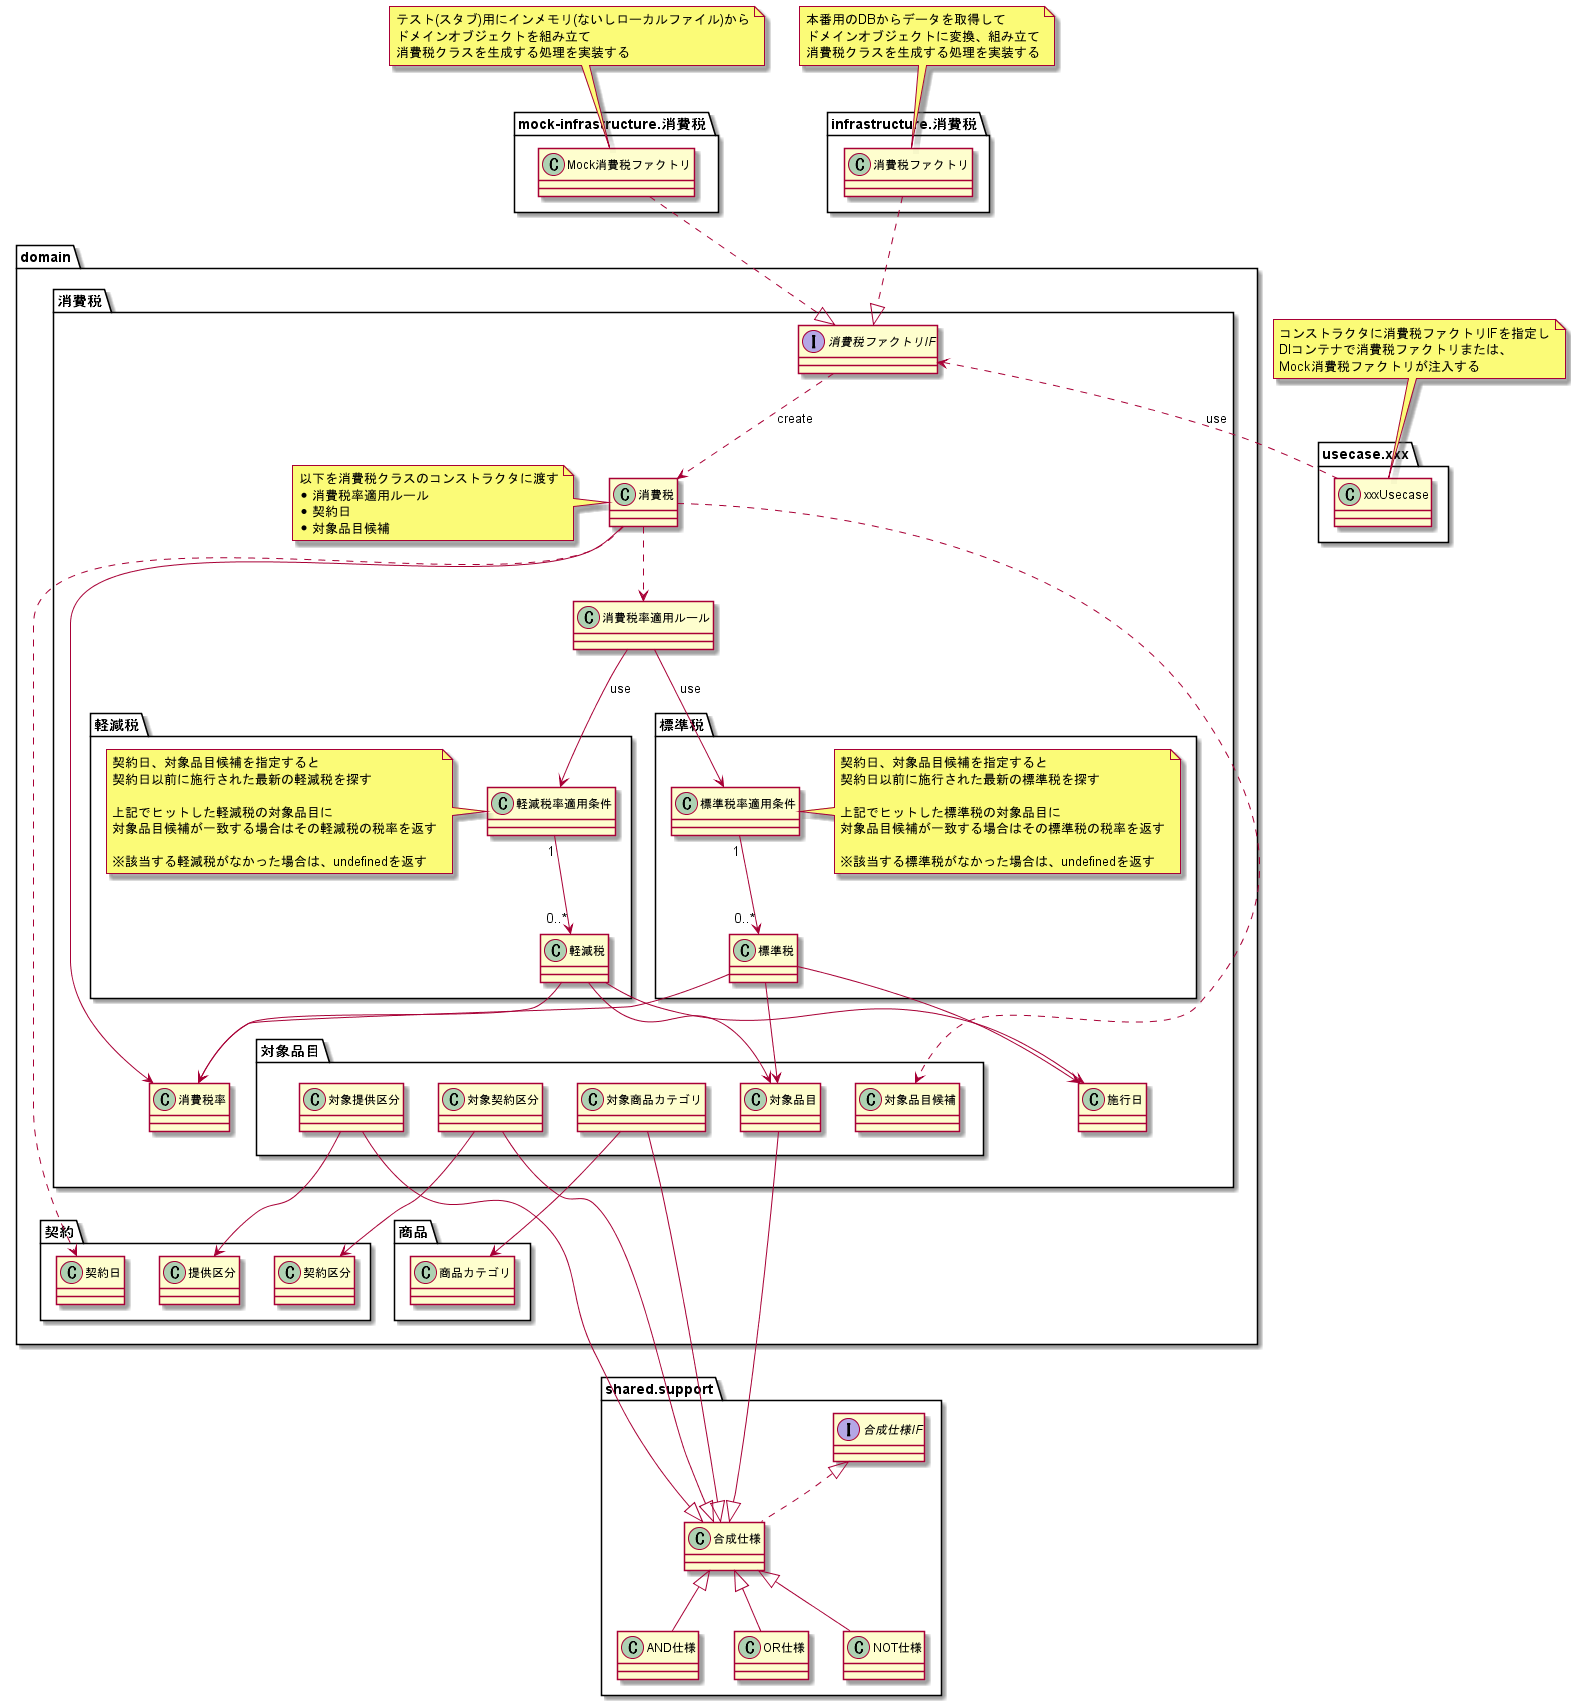 テスト(スタブ)用にインメモリ(ないしローカルファイル)から
ドメインオブジェクトを組み立て
消費税クラスを生成する処理を実装する
本番用のDBからデータを取得して
ドメインオブジェクトに変換、組み立て
消費税クラスを生成する処理を実装する
mock-infrastructure.消費税
Mock消費税ファクトリ
infrastructure.消費税
消費税ファクトリ
domain
消費税
消費税ファクトリIF
コンストラクタに消費税ファクトリIFを指定し
DIコンテナで消費税ファクトリまたは、
Mock消費税ファクトリが注入する
create
use
usecase.xxx
xxxUsecase
以下を消費税クラスのコンストラクタに渡す
• 消費税率適用ルール
• 契約日
• 対象品目候補
消費税
消費税率適用ルール
use
use
軽減税
契約日、対象品目候補を指定すると
契約日以前に施行された最新の軽減税を探す
上記でヒットした軽減税の対象品目に
対象品目候補が一致する場合はその軽減税の税率を返す
※該当する軽減税がなかった場合は、undefinedを返す
軽減税率適用条件
1
0..*
軽減税
標準税
標準税率適用条件
契約日、対象品目候補を指定すると
契約日以前に施行された最新の標準税を探す
上記でヒットした標準税の対象品目に
対象品目候補が一致する場合はその標準税の税率を返す
※該当する標準税がなかった場合は、undefinedを返す
1
0..*
標準税
消費税率
対象品目
対象提供区分
対象契約区分
対象商品カテゴリ
対象品目
対象品目候補
施行日
契約
契約日
提供区分
契約区分
商品
商品カテゴリ
shared.support
合成仕様IF
合成仕様
AND仕様
OR仕様
NOT仕様